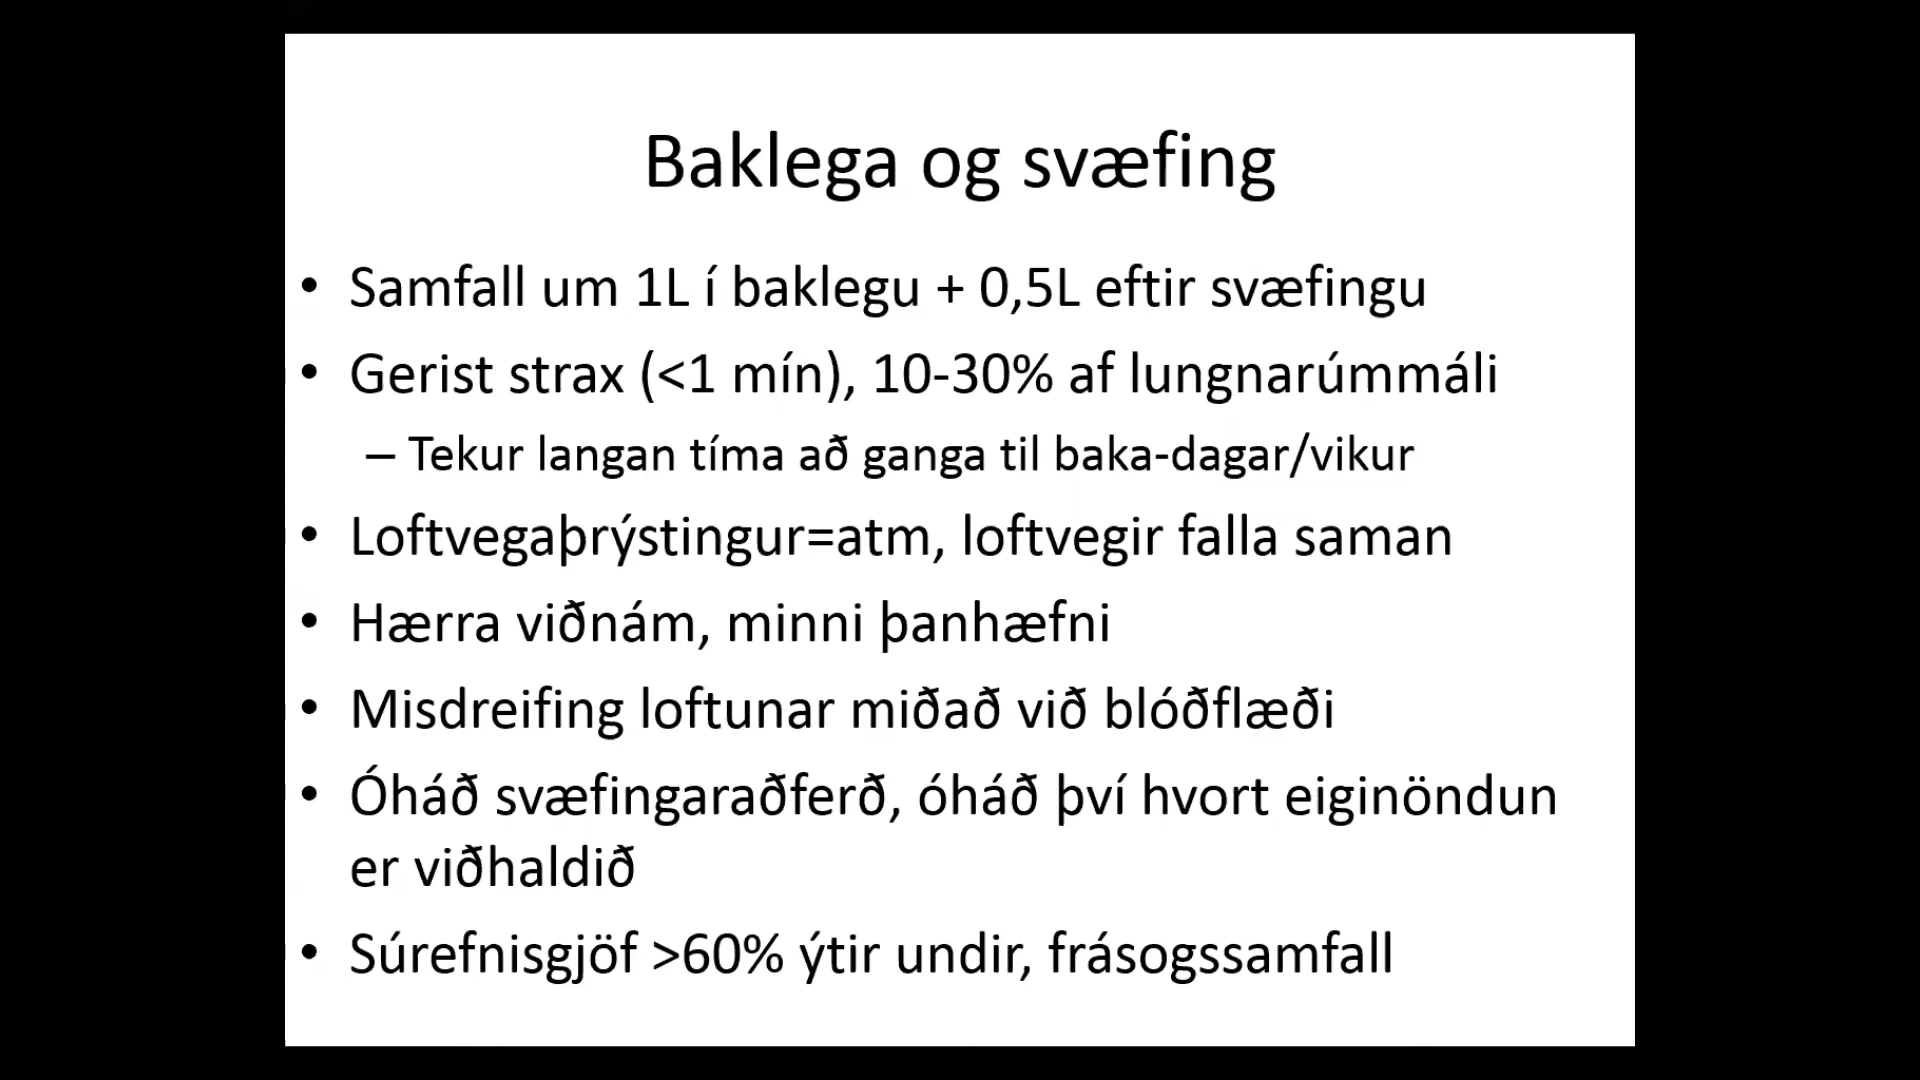 Baklega og svæfing
• Samfall um 1L í baklegu + 0,5L eftir svæfingu
• Gerist strax (<1 mín), 10-30% af lungnarúmmáli
– Tekur langan tíma að ganga til baka-dagar/vikur
• Loftvegaþrýstingur=atm, loftvegir falla saman
• Hærra viðnám, minni þanhæfni
• Misdreifing loftunar miðað við blóðflæði
• Óháð svæfingaraðferð, óháð því hvort eiginöndun
er viðhaldið
• Súrefnisgjöf >60% ýtir undir, frásogssamfall